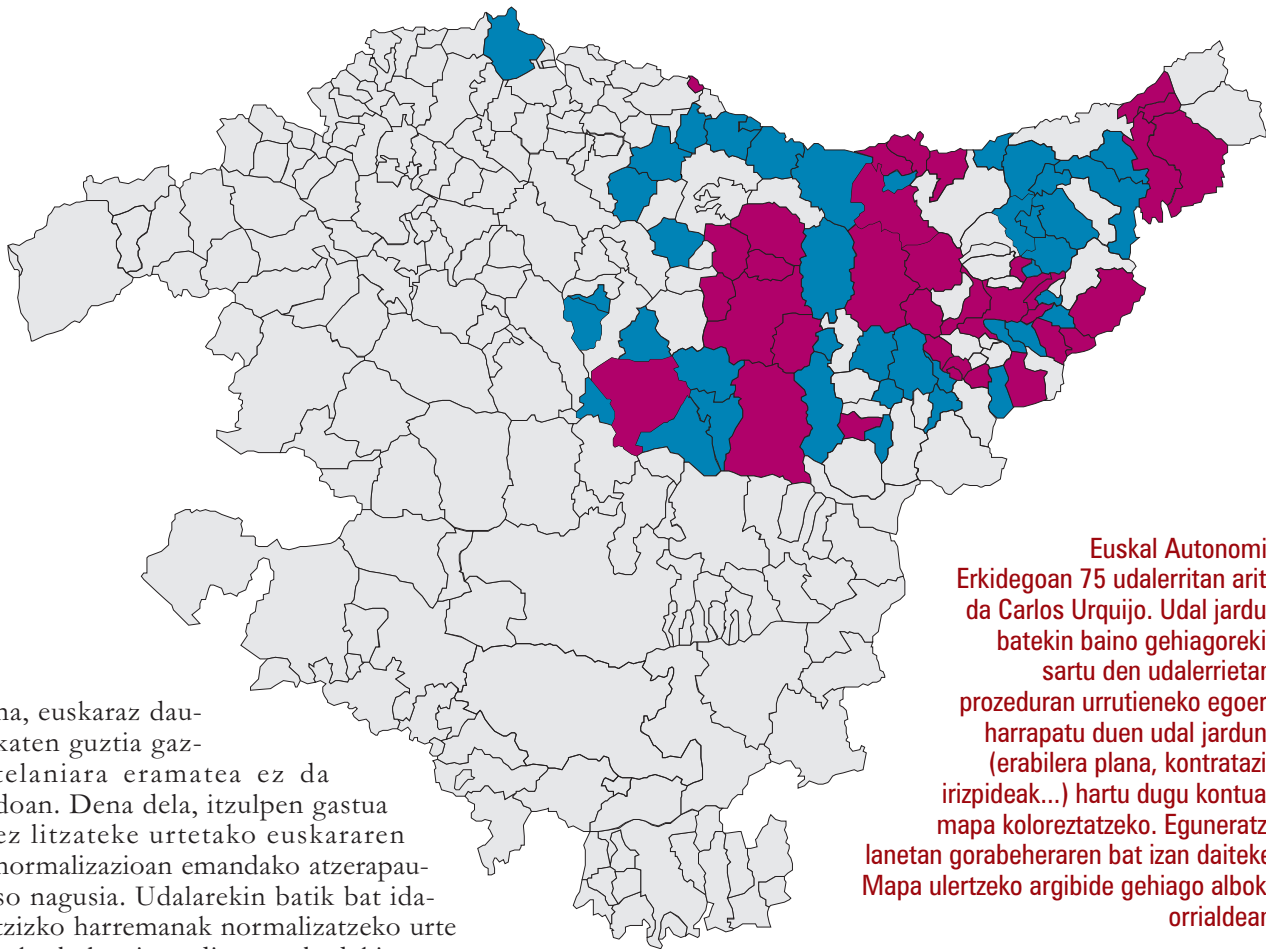 na, euskaraz dau-
katen guztia gaz-
telaniara eramatea ez da
doan. Dena dela, itzulpen gastua
ez litzateke urtetako euskararen
normalizazioan emandako atzerapau-
so nagusia. Udalarekin batik bat ida-
tzizko harremanak normalizatzeko urte
Euskal Autonomi
Erkidegoan 75 udalerritan arit
da Carlos Urquijo. Udal jardu
batekin baino gehiagoreki
sartu den udalerrietan
prozeduran urrutieneko egoer
harrapatu duen udal jardun
(erabilera plana, kontratazi
irizpideak...) hartu dugu kontua
mapa koloreztatzeko. Eguneratz
lanetan gorabeheraren bat izan daiteke
Mapa ulertzeko argibide gehiago albok
orrialdean